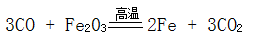 3CO + Fe₂O₃ =高温= 2Fe + 3CO₂